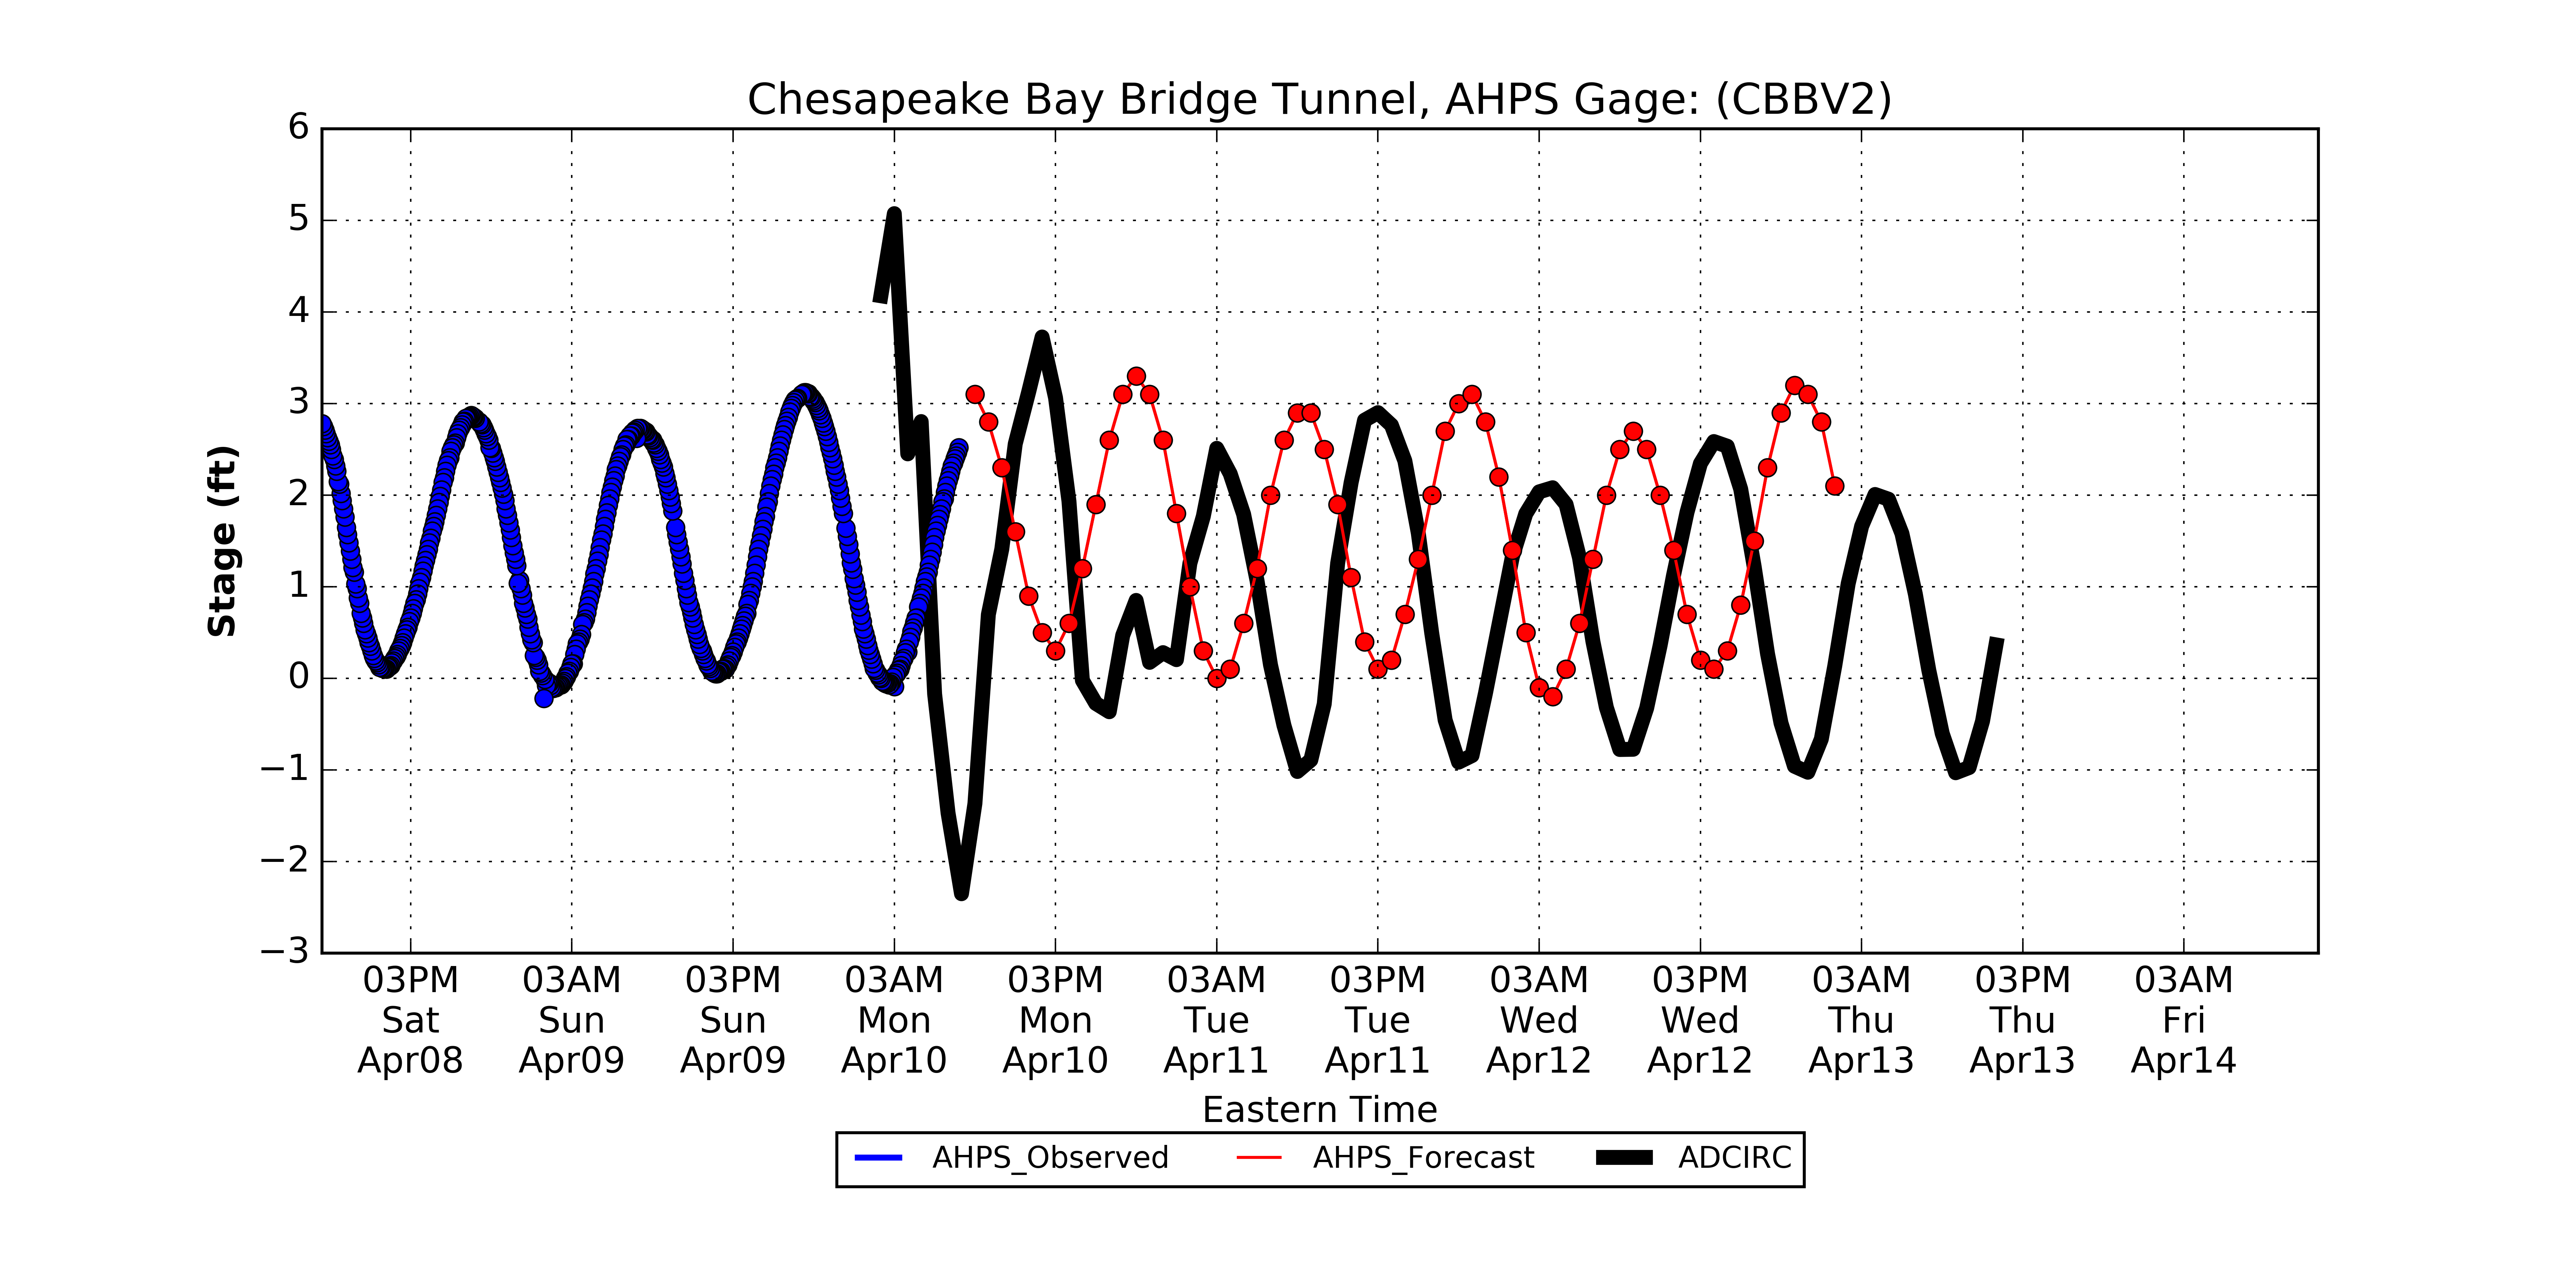 Chesapeake Bay Bridge Tunnel, AHPS Gage: (CBBV2)
6
5
4
3
2
1
0
−1
−2
−3
Stage (ft)
03PM 03AM 03PM 03AM 03PM 03AM 03PM 03AM 03PM 03AM 03PM 03AM
Sat Sun Sun Mon Mon Tue Tue Wed Wed Thu Thu Fri
Apr08 Apr09 Apr09 Apr10 Apr10 Apr11 Apr11 Apr12 Apr12 Apr13 Apr13 Apr14
Eastern Time
AHPS_Observed AHPS_Forecast ADCIRC